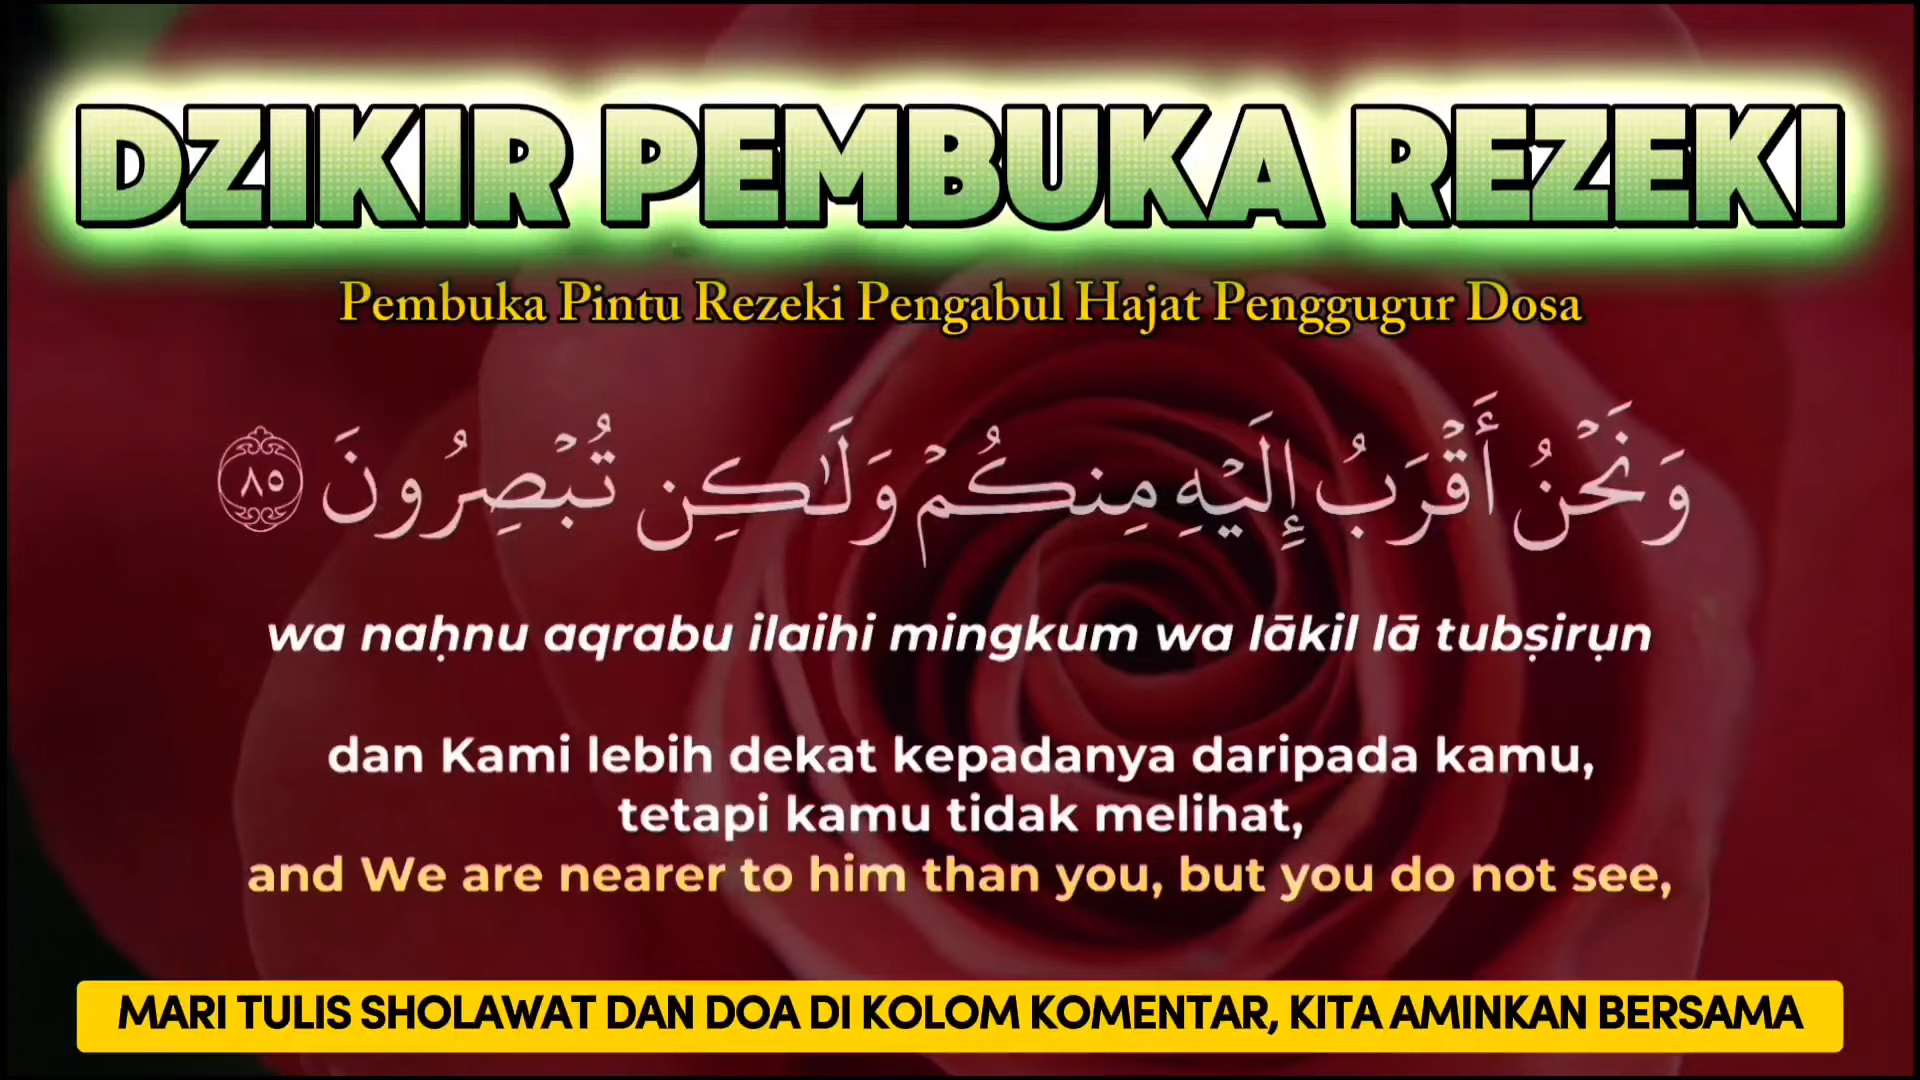 DZIKIR PEMBUKA REZEKI
Pembuka Pintu Rezeki Pengabul Hajat Penggugur Dosa
وَنَحْنُ أَقْرَبُ إِلَيْهِ مِنكُمْ وَلَٰكِن تُبْصِرُونَ ٨٥
wa naḥnu aqrabu ilaihi mingkum wa lākil lā tubṣirụn
dan Kami lebih dekat kepadanya daripada kamu,
tetapi kamu tidak melihat,
and We are nearer to him than you, but you do not see,
MARI TULIS SHOLAWAT DAN DOA DI KOLOM KOMENTAR, KITA AMINKAN BERSAMA